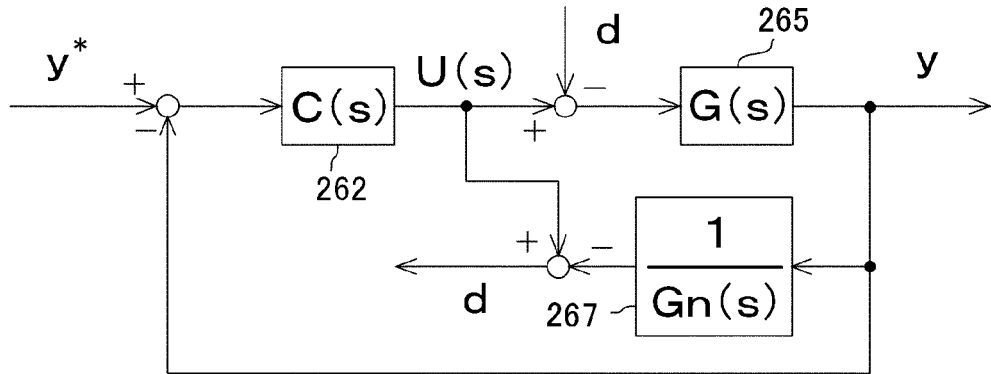 y*
+
−
C(s)
262
U(s)
d
−
+
265
G(s)
y
+
−
d
267
1
Gn(s)